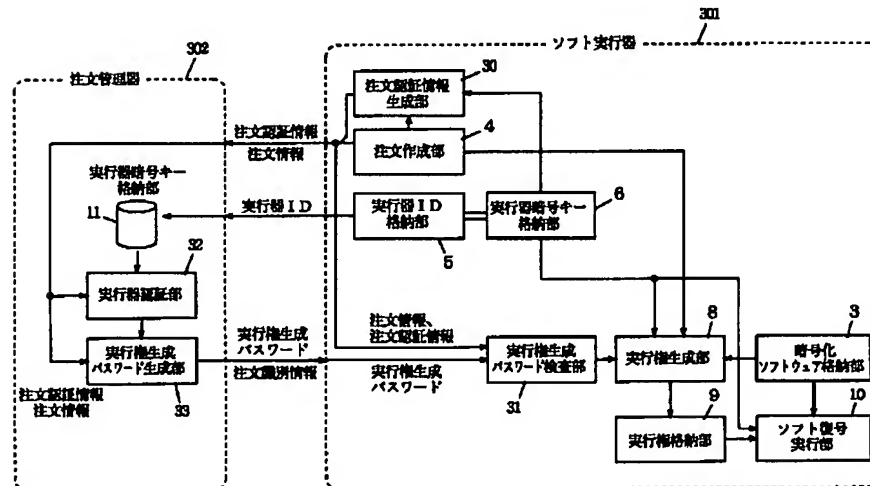 301
302
ソフト実行器
注文管理器
30
注文認証情報
生成部
4
注文作成部
注文認証情報
注文情報
実行器暗号キー
格納部
11
実行器ID
実行器ID
格納部
5
実行器暗号キー
格納部
6
32
実行器認証部
実行権生成
パスワード生成部
33
注文認証情報
注文情報
実行権生成
パスワード
注文識別情報
注文情報、
注文認証情報
実行権生成
パスワード
実行権生成
パスワード検査部
31
8
実行権生成部
3
暗号化
ソフトウェア格納部
9
実行権格納部
10
ソフト復号
実行部